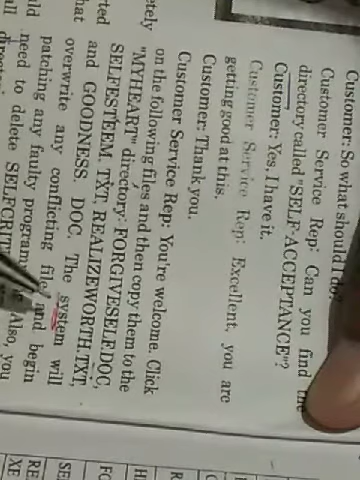 Customer: So what should I do?
Customer Service Rep: Can you find the
directory called "SELF-ACCEPTANCE"?
Customer: Yes. I have it.
Customer Service Rep: Excellent, you are
getting good at this.
Customer: Thank you.
Customer Service Rep: You're welcome. Click
on the following files and then copy them to the
"MYHEART" directory: FORGIVESELF.DOC,
SELFESTEEM. TXT, REALIZEWORTH.TXT,
and GOODNESS. DOC. The system will
overwrite any conflicting and begin
patching any faulty Also, you
need to delete